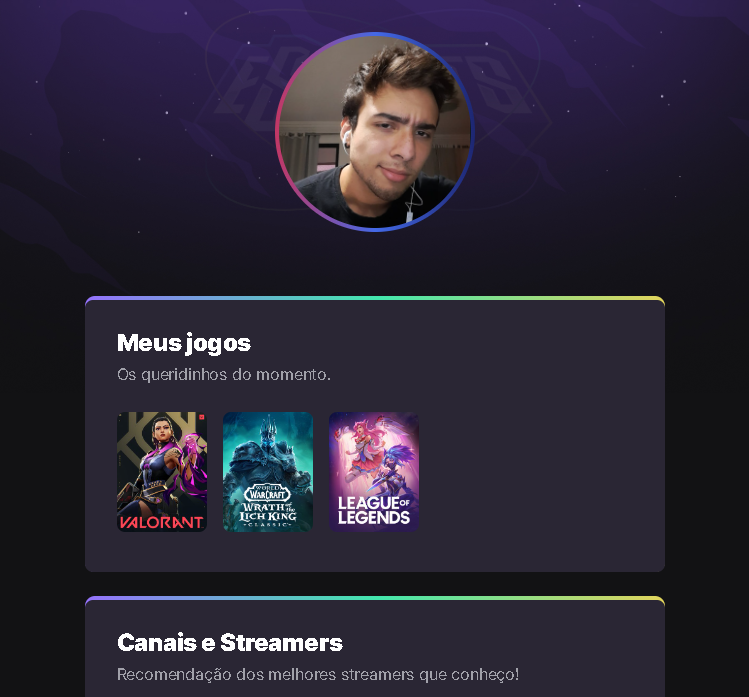 ESPORTS
Meus jogos
Os queridinhos do momento.
VALORANT
WORLD
WARCRAFT
WRATH of the
LICH KING
CLASSIC
LEAGUE OF
LEGENDS
Canais e Streamers
Recomendação dos melhores streamers que conheço!